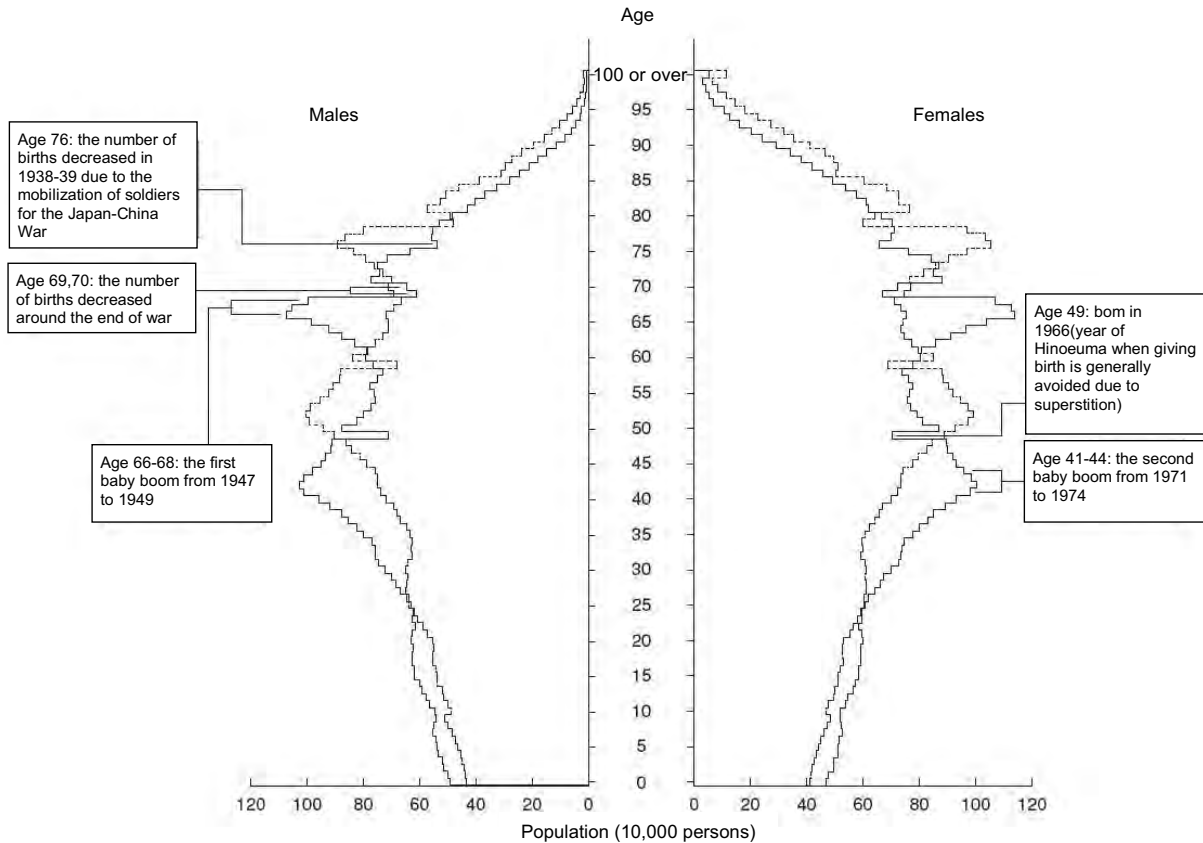 Age
100 or over
Males
Females
95
90
85
80
75
70
65
60
55
50
45
40
35
30
25
20
15
10
5
0
Age 76: the number of
births decreased in
1938-39 due to the
mobilization of soldiers
for the Japan-China
War
Age 69,70: the number
of births decreased
around the end of war
Age 66-68: the first
baby boom from 1947
to 1949
Age 49: born in
1966(year of
Hinoeuma when giving
birth is generally
avoided due to
superstition)
Age 41-44: the second
baby boom from 1971
to 1974
120 100 80 60 40 20 0
0 20 40 60 80 100 120
Population (10,000 persons)